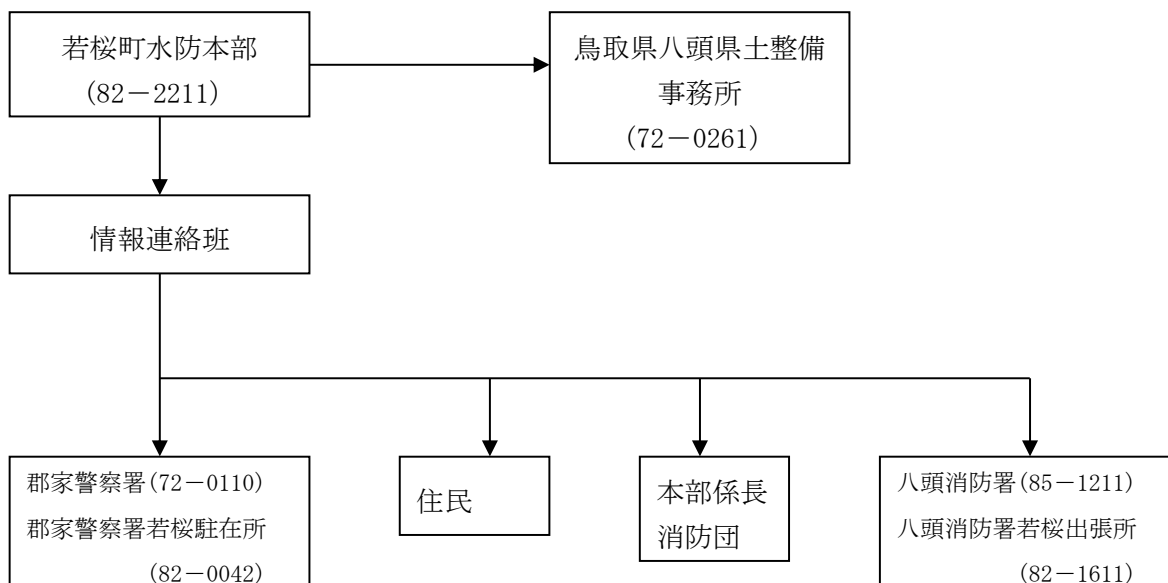 若桜町水防本部
(82－2211)
鳥取県八頭県土整備
事務所
(72－0261)
情報連絡班
郡家警察署(72－0110)
郡家警察署若桜駐在所
(82－0042)
住民
本部係長
消防団
八頭消防署(85－1211)
八頭消防署若桜出張所
(82－1611)